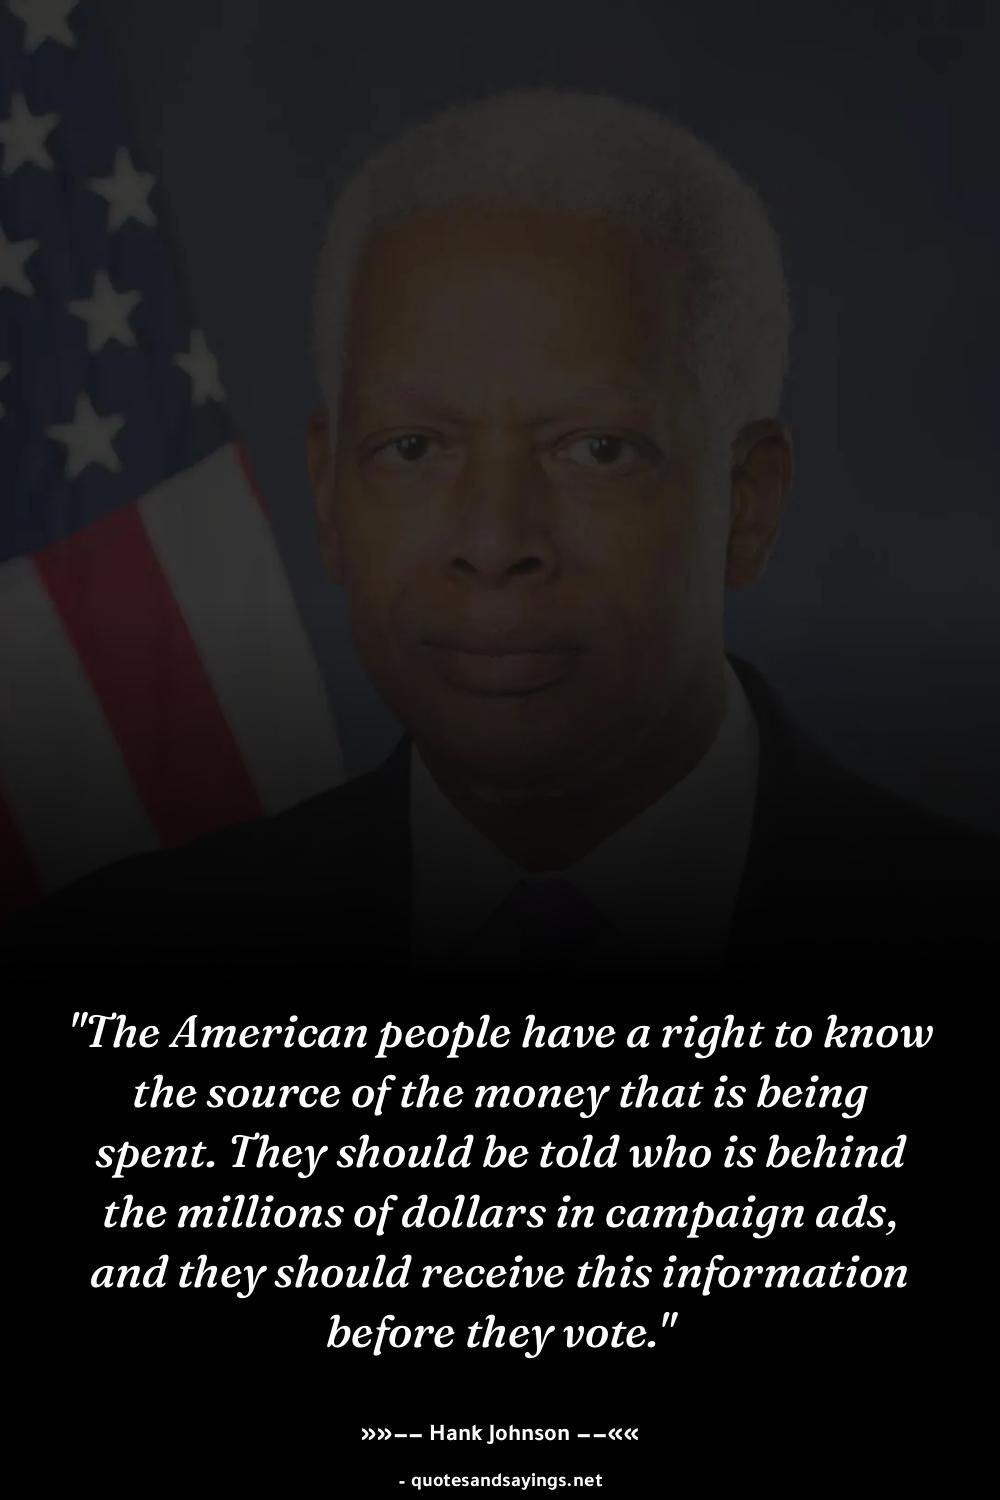 "The American people have a right to know
the source of the money that is being
spent. They should be told who is behind
the millions of dollars in campaign ads,
and they should receive this information
before they vote."
»»−− Hank Johnson −−««
- quotesandsayings.net